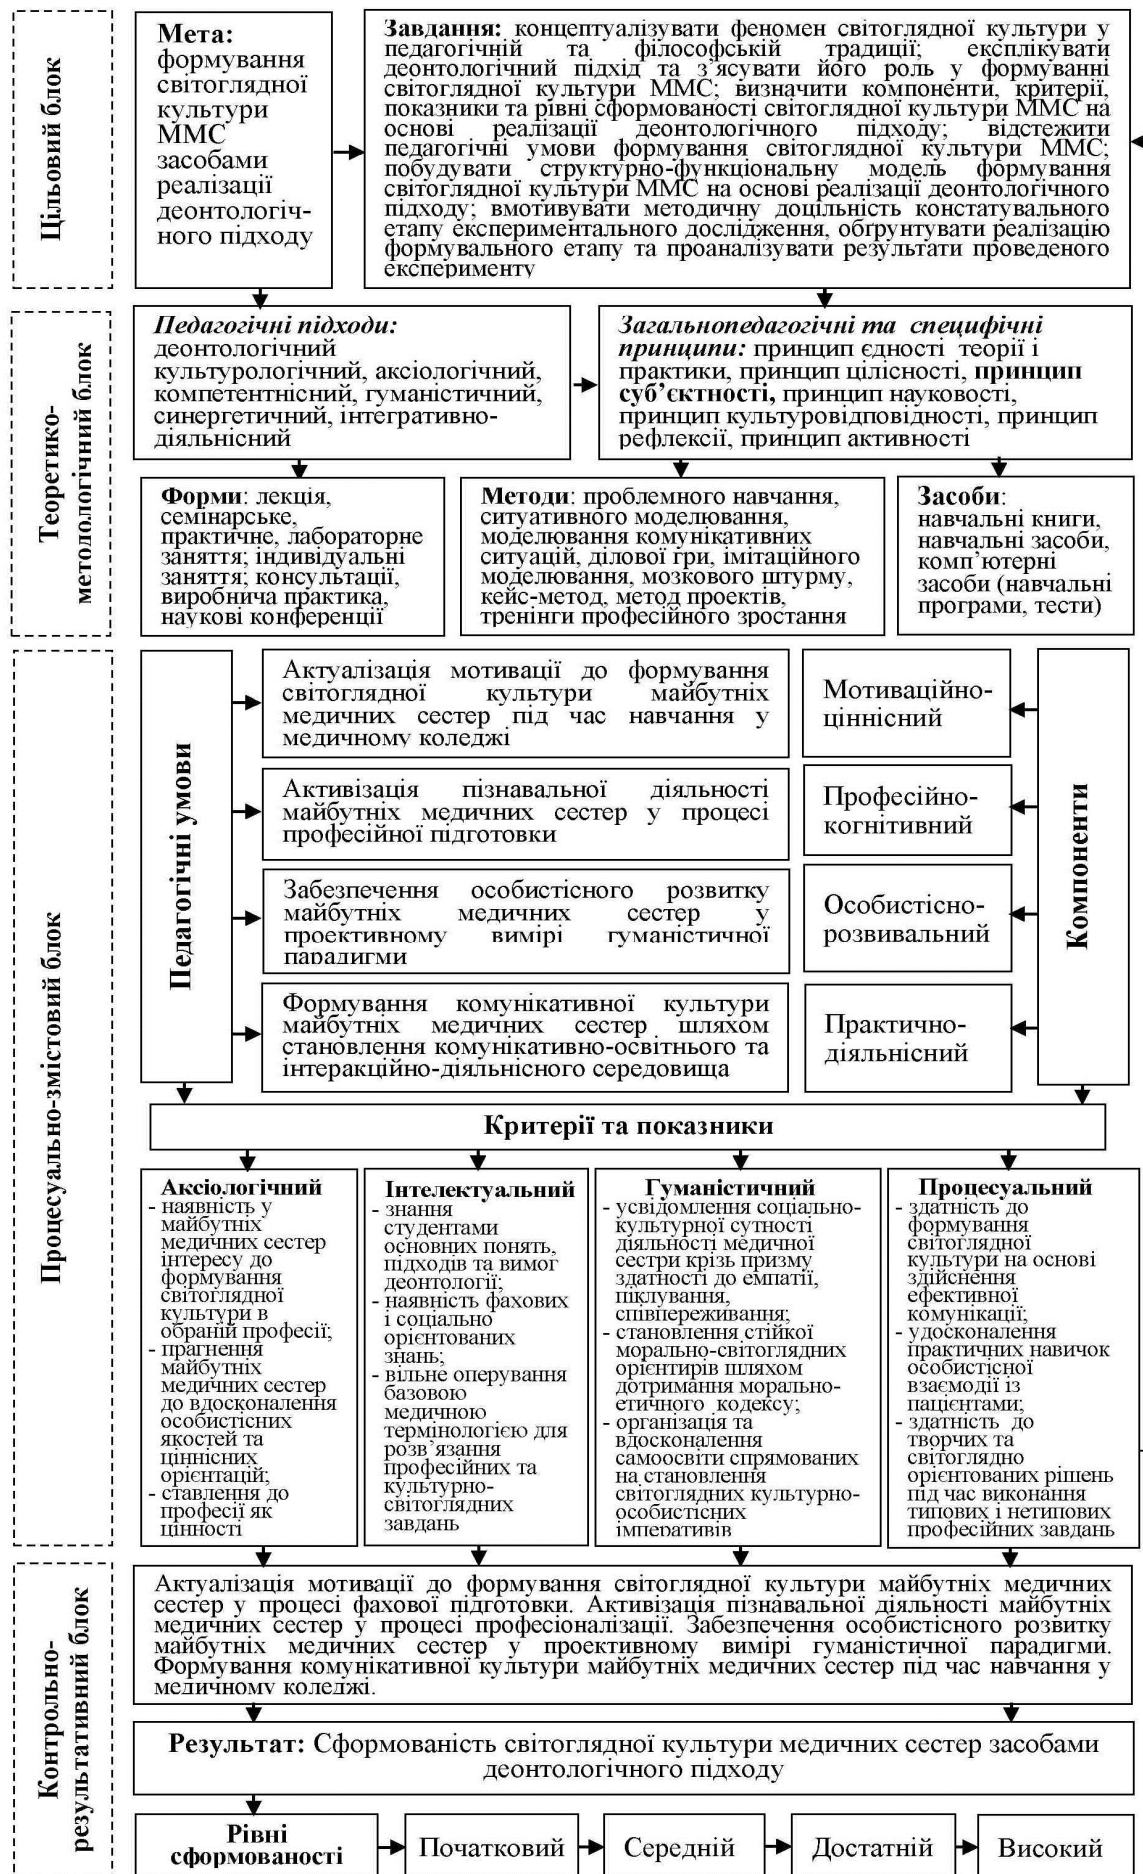 Цільовий блок
Мета:
формування
світоглядної
культури
ММС
засобами
реалізації
деонтологіч-
ного підходу
Завдання: концептуалізувати феномен світоглядної культури у
педагогічній та філософській традиції; експлікувати
деонтологічний підхід та з’ясувати його роль у формуванні
світоглядної культури ММС; визначити компоненти, критерії,
показники та рівні сформованості світоглядної культури ММС на
основі реалізації деонтологічного підходу; відстежити
педагогічні умови формування світоглядної культури ММС;
побудувати структурно-функціональну модель формування
світоглядної культури ММС на основі реалізації деонтологічного
підходу; вмотивувати методичну доцільність констатувального
етапу експериментального дослідження, обґрунтувати реалізацію
формувального етапу та проаналізувати результати проведеного
експерименту
Теоретико-
методологічний блок
Педагогічні підходи:
деонтологічний
культурологічний, аксіологічний,
компетентнісний, гуманістичний,
синергетичний, інтегративно-
діяльнісний
Загальнопедагогічні та специфічні
принципи: принцип єдності теорії і
практики, принцип цілісності, принцип
суб’єктності, принцип науковості,
принцип культуровідповідності, принцип
рефлексії, принцип активності
Форми: лекція,
семінарське,
практичне, лабораторне
заняття; індивідуальні
заняття; консультації,
виробнича практика,
наукові конференції
Методи: проблемного навчання,
ситуативного моделювання,
моделювання комунікативних
ситуацій, ділової гри, імітаційного
моделювання, мозкового штурму,
кейс-метод, метод проектів,
тренінги професійного зростання
Засоби:
навчальні книги,
навчальні засоби,
комп’ютерні
засоби (навчальні
програми, тести)
Процесуально-змістовий блок
Педагогічні умови
Актуалізація мотивації до формування
світоглядної культури майбутніх
медичних сестер під час навчання у
медичному коледжі
Активізація пізнавальної діяльності
майбутніх медичних сестер у процесі
професійної підготовки
Забезпечення особистісного розвитку
майбутніх медичних сестер у
проективному вимірі гуманістичної
парадигми
Формування комунікативної культури
майбутніх медичних сестер шляхом
становлення комунікативно-освітнього та
інтеракційно-діяльнісного середовища
Мотиваційно-
ціннісний
Професійно-
когнітивний
Особистісно-
розвивальний
Практично-
діяльнісний
Компоненти
Критерії та показники
Аксіологічний
- наявність у
майбутніх
медичних сестер
інтересу до
формування
світоглядної
культури в
обраній професії;
- прагнення
майбутніх
медичних сестер
до вдосконалення
особистісних
якостей та
ціннісних
орієнтацій;
- ставлення до
професії як
цінності
Інтелектуальний
- знання
студентами
основних понять,
підходів та вимог
деонтології;
- наявність фахових
і соціально
орієнтованих
знань;
- вільне оперування
базовою
медичною
термінологією для
розв’язання
професійних та
культурно-
світоглядних
завдань
Гуманістичний
- усвідомлення соціально-
культурної сутності
діяльності медичної
сестри крізь призму
здатності до емпатії,
піклування,
співпереживання;
- становлення стійкої
морально-світоглядних
орієнтирів шляхом
дотримання морально-
етичного кодексу;
- організація та
вдосконалення
самоосвіти спрямованих
на становлення
світоглядних культурно-
особистісних
імперативів
Процесуальний
- здатність до
формування
світоглядної
культури на основі
здійснення
ефективної
комунікації;
- удосконалення
практичних навичок
особистісної
взаємодії із
пацієнтами;
- здатність до
творчих та
світоглядно
орієнтованих рішень
під час виконання
типових і нетипових
професійних завдань
Контрольно-
результативний блок
Актуалізація мотивації до формування світоглядної культури майбутніх медичних
сестер у процесі фахової підготовки. Активізація пізнавальної діяльності майбутніх
медичних сестер у процесі професіоналізації. Забезпечення особистісного розвитку
майбутніх медичних сестер у проективному вимірі гуманістичної парадигми.
Формування комунікативної культури майбутніх медичних сестер під час навчання у
медичному коледжі.
Результат: Сформованість світоглядної культури медичних сестер засобами
деонтологічного підходу
Рівні
сформованості
Початковий
Середній
Достатній
Високий